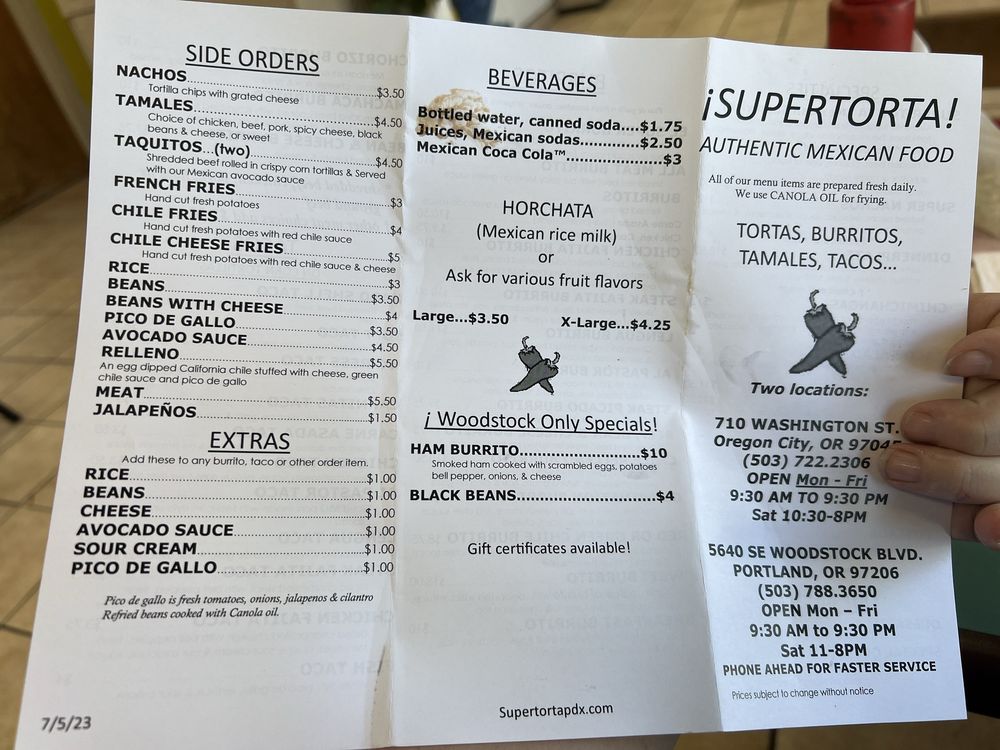 SIDE ORDERS
NACHOS...$3.50
Tortilla chips with grated cheese
TAMALES...$4.50
Choice of chicken, beef, pork, spicy cheese, black
beans & cheese, or sweet
TAQUITOS...(two)...$4.50
Shredded beef rolled in crispy corn tortillas & Served
with our Mexican avocado sauce
FRENCH FRIES...$3
Hand cut fresh potatoes
CHILE FRIES...$4
Hand cut fresh potatoes with red chile sauce
CHILE CHEESE FRIES...$5
Hand cut fresh potatoes with red chile sauce & cheese
RICE...$3
BEANS...$3.50
BEANS WITH CHEESE...$4
PICO DE GALLO...$3.50
AVOCADO SAUCE...$4.50
RELLENO...$5.50
An egg dipped California chile stuffed with cheese, green
chile sauce and pico de gallo
MEAT...$5.50
JALAPEÑOS...$1.50
EXTRAS
Add these to any burrito, taco or other order item.
RICE...$1.00
BEANS...$1.00
CHEESE...$1.00
AVOCADO SAUCE...$1.00
SOUR CREAM...$1.00
PICO DE GALLO...$1.00
Pico de gallo is fresh tomatoes, onions, jalapenos & cilantro
Refried beans cooked with Canola oil.
7/5/23
BEVERAGES
Bottled water, canned soda....$1.75
Juices, Mexican sodas...$2.50
Mexican Coca Cola™...$3
HORCHATA
(Mexican rice milk)
or
Ask for various fruit flavors
Large...$3.50 X-Large...$4.25
¡ Woodstock Only Specials!
HAM BURRITO...$10
Smoked ham cooked with scrambled eggs, potatoes
bell pepper, onions, & cheese
BLACK BEANS...$4
Gift certificates available!
Supertortapdx.com
¡SUPERTORTA!
AUTHENTIC MEXICAN FOOD
All of our menu items are prepared fresh daily.
We use CANOLA OIL for frying.
TORTAS, BURRITOS,
TAMALES, TACOS...
Two locations:
710 WASHINGTON ST.
Oregon City, OR 97045
(503) 722.2306
OPEN Mon - Fri
9:30 AM TO 9:30 PM
Sat 10:30-8PM
5640 SE WOODSTOCK BLVD.
PORTLAND, OR 97206
(503) 788.3650
OPEN Mon – Fri
9:30 AM to 9:30 PM
Sat 11-8PM
PHONE AHEAD FOR FASTER SERVICE
Prices subject to change without notice